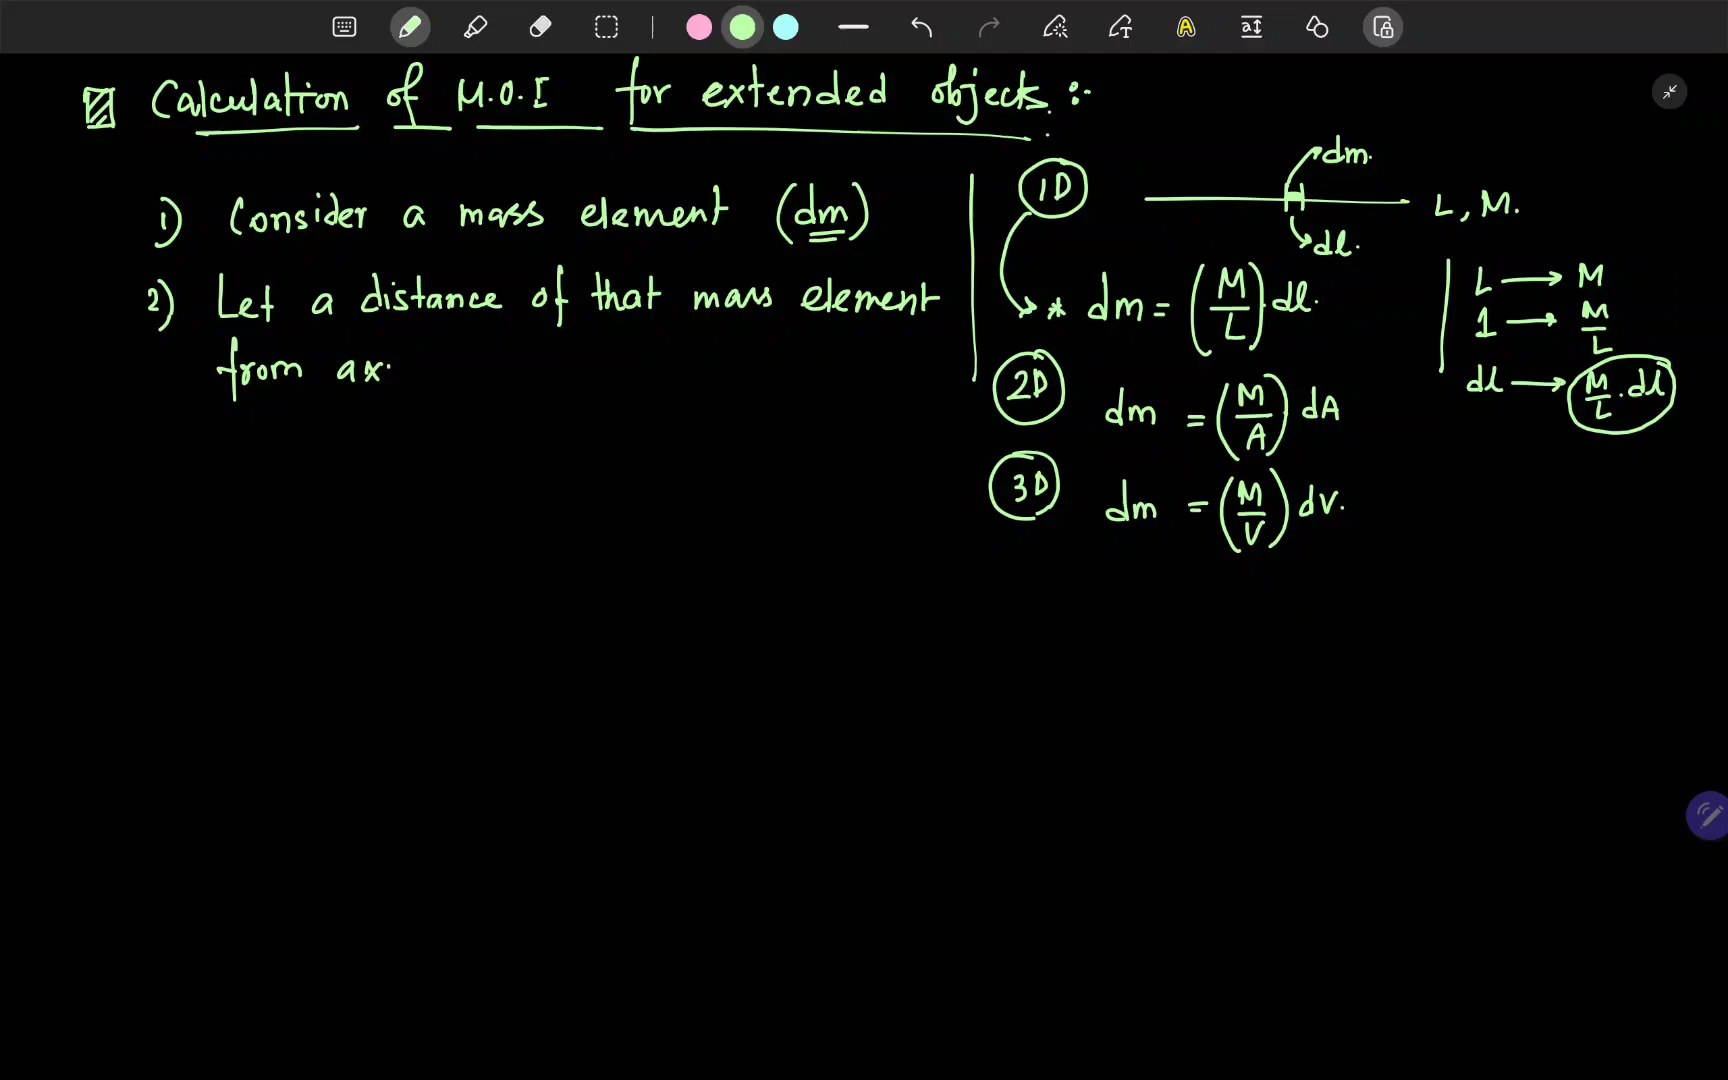 Calculation of M.O.I for extended objects :-
1) Consider a mass element (dm)
2) Let a distance of that mass element
from ax
1D
dm.
L, M.
dl.
* dm = (M/L) dl.
L → M
1 → M/L
dl → M/L . dl
2D dm = (M/A) dA
3D dm = (M/V) dV.